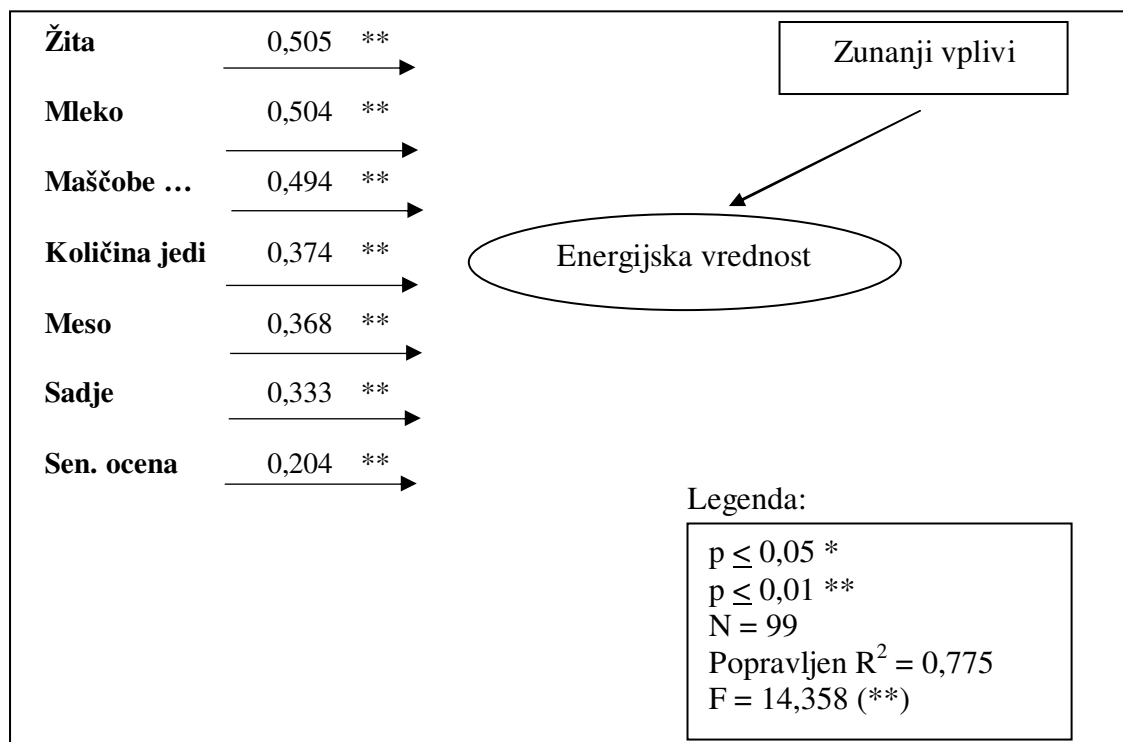 Žita 0,505 **
Zunanji vplivi
Mleko 0,504 **
Maščobe … 0,494 **
Količina jedi 0,374 **
Energijska vrednost
Meso 0,368 **
Sadje 0,333 **
Sen. ocena 0,204 **
Legenda:
p ≤ 0,05 *
p ≤ 0,01 **
N = 99
Popravljen R² = 0,775
F = 14,358 (**)